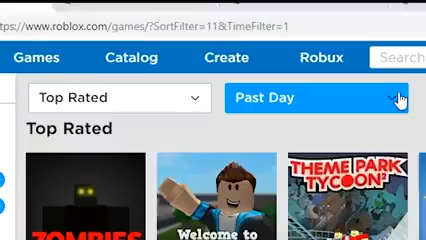 tps://www.roblox.com/games/?SortFilter=11&TimeFilter=1
Games Catalog Create Robux Search
Top Rated Past Day
Top Rated
ZOMBIES
Welcome to
THEME PARK
TYCOON2